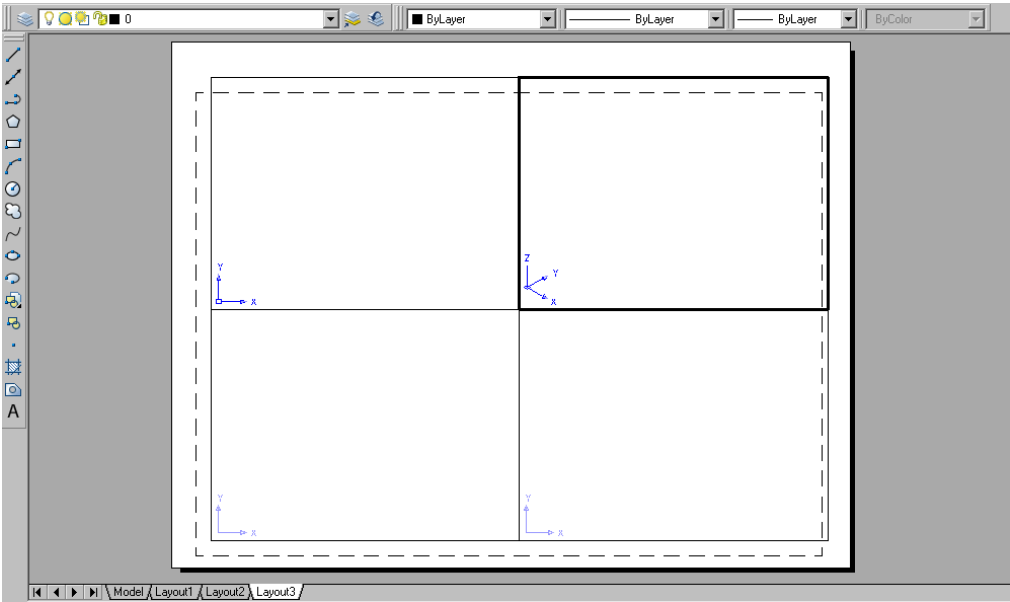 0 ByLayer ByLayer ByLayer ByColor
A
Z
Y Y
X X
Y Y
X X
Model Layout1 Layout2 Layout3